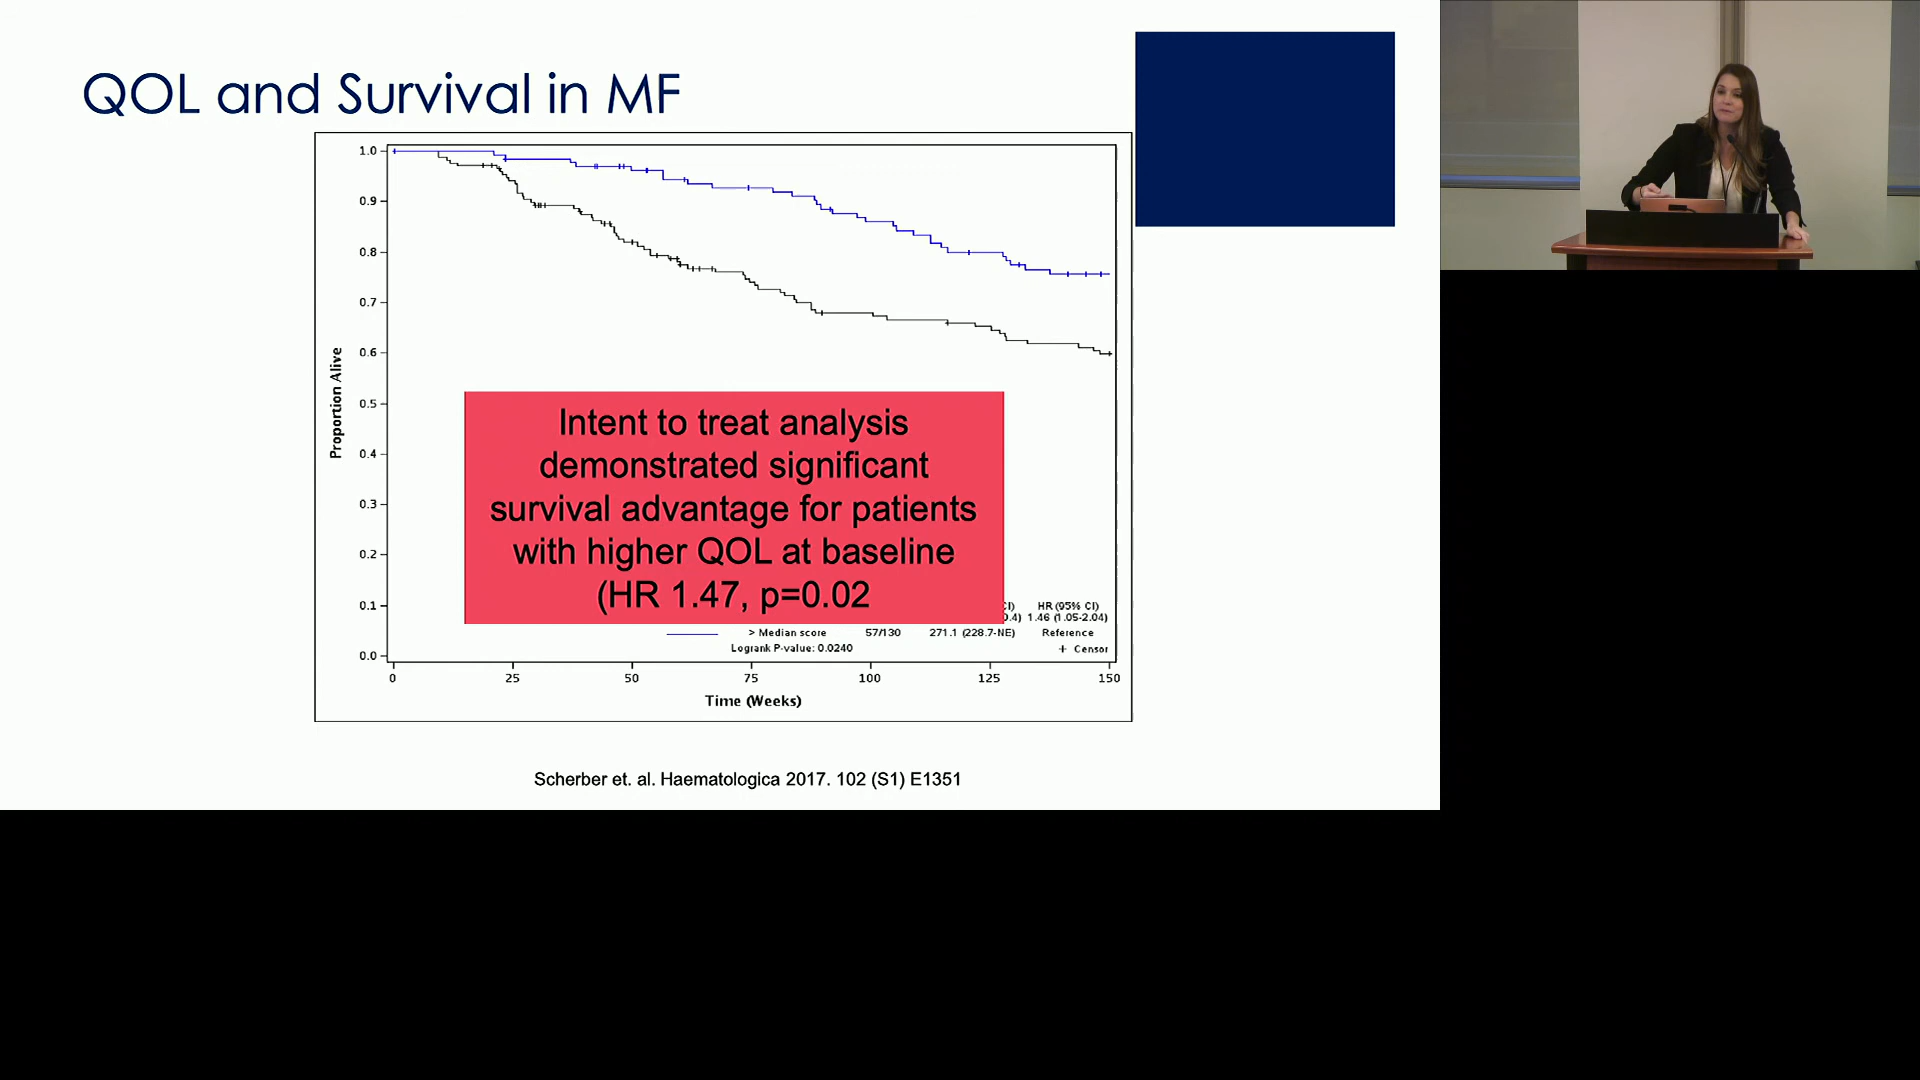 QOL and Survival in MF
1.0
0.9
0.8
0.7
0.6
0.5
0.4
0.3
0.2
0.1
0.0
Proportion Alive
Intent to treat analysis
demonstrated significant
survival advantage for patients
with higher QOL at baseline
(HR 1.47, p=0.02
CI) HR (95% CI)
0.4) 1.46 (1.05-2.04)
> Median score 57/130 271.1 (228.7-NE) Reference
Logrank P-value: 0.0240
+ Censor
0 25 50 75 100 125 150
Time (Weeks)
Scherber et. al. Haematologica 2017. 102 (S1) E1351